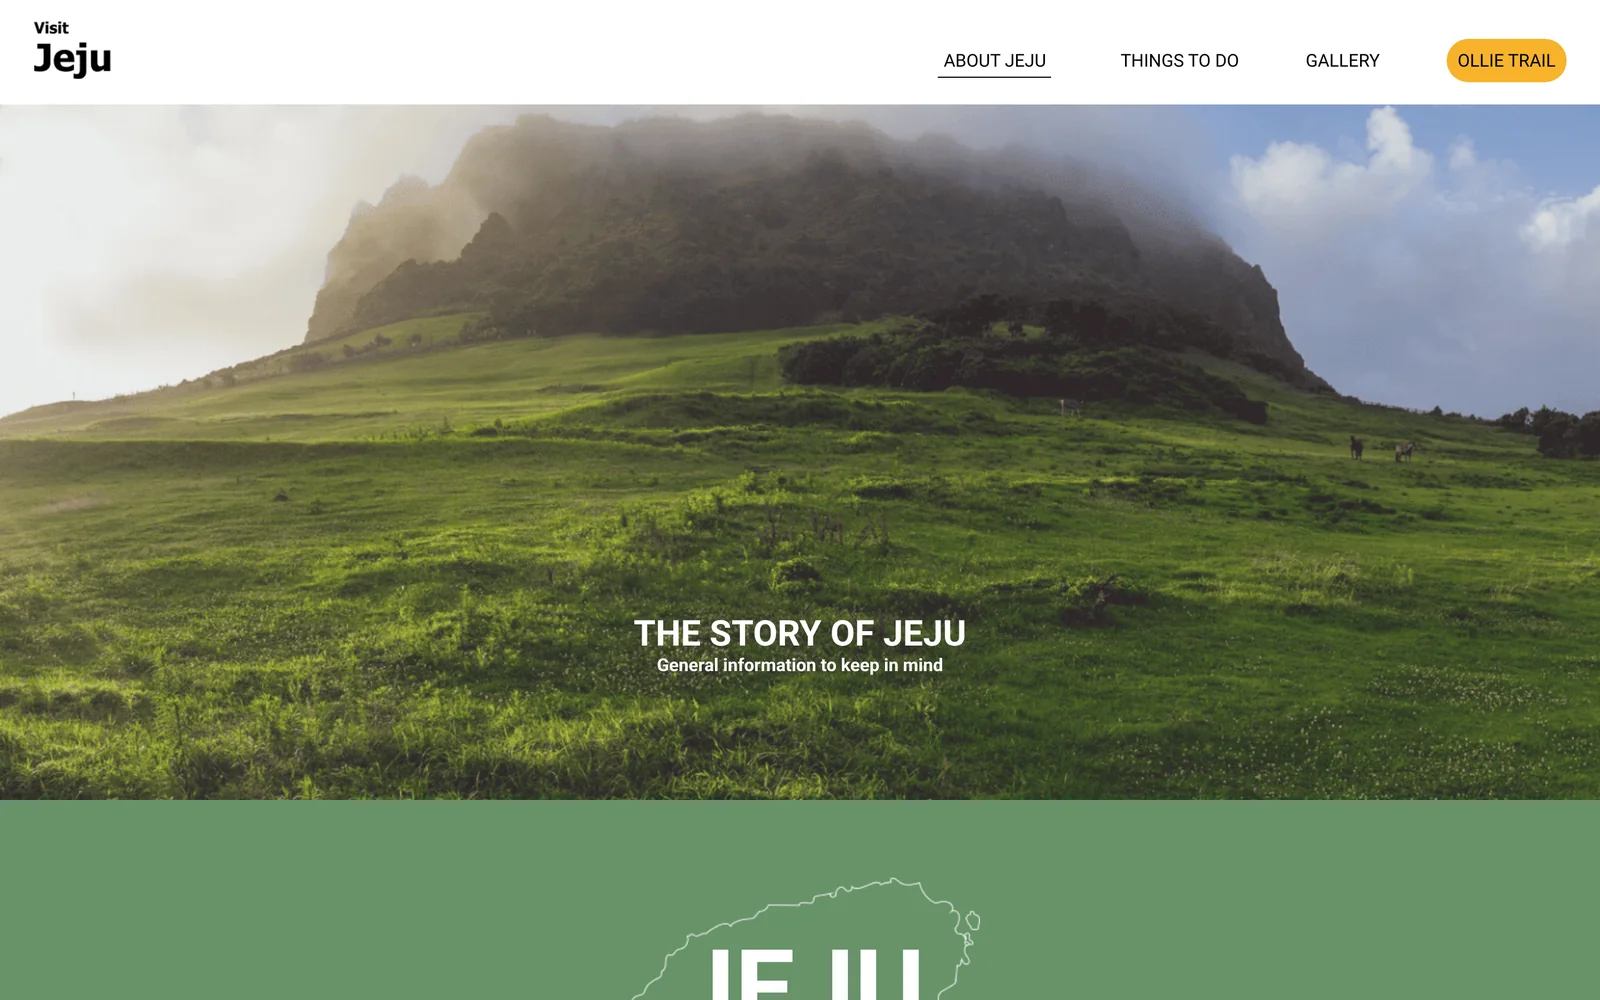 Visit
Jeju
ABOUT JEJU
THINGS TO DO
GALLERY
OLLIE TRAIL
THE STORY OF JEJU
General information to keep in mind
JEJU